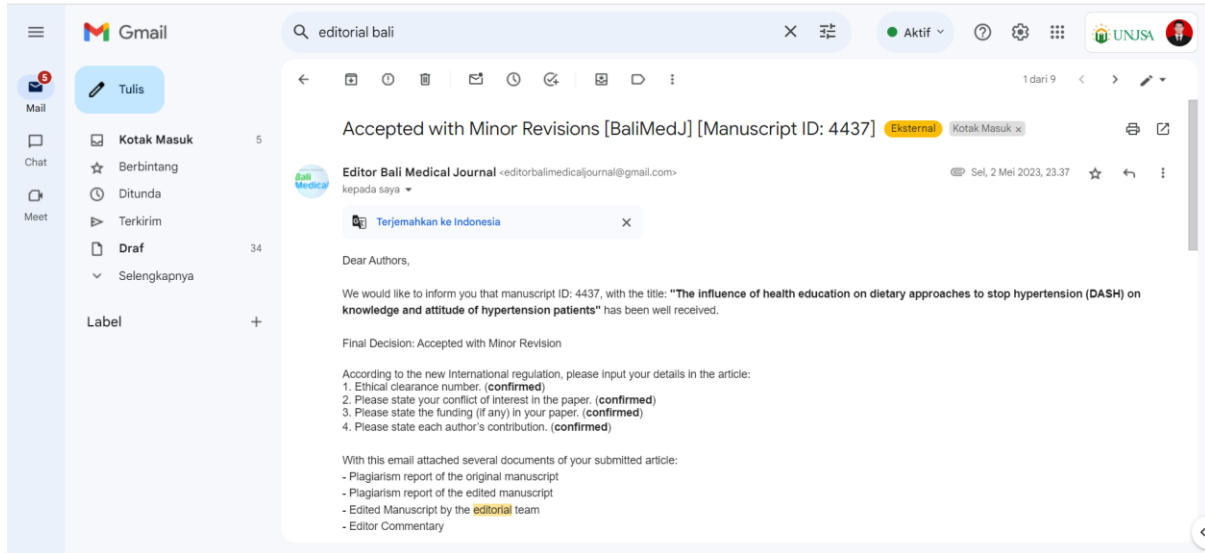 Gmail
editorial bali
Aktif
UNJSA
5
Mail
Chat
Meet
Tulis
Kotak Masuk 5
Berbintang
Ditunda
Terkirim
Draf 34
Selengkapnya
Label
1 dari 9
Accepted with Minor Revisions [BaliMedJ] [Manuscript ID: 4437] Eksternal Kotak Masuk x
Bali
Medical
Editor Bali Medical Journal <editorbalimedicaljournal@gmail.com> Sel, 2 Mei 2023, 23.37
kepada saya
Terjemahkan ke Indonesia
Dear Authors,
We would like to inform you that manuscript ID: 4437, with the title: "The influence of health education on dietary approaches to stop hypertension (DASH) on
knowledge and attitude of hypertension patients" has been well received.
Final Decision: Accepted with Minor Revision
According to the new International regulation, please input your details in the article:
1. Ethical clearance number. (confirmed)
2. Please state your conflict of interest in the paper. (confirmed)
3. Please state the funding (if any) in your paper. (confirmed)
4. Please state each author's contribution. (confirmed)
With this email attached several documents of your submitted article:
- Plagiarism report of the original manuscript
- Plagiarism report of the edited manuscript
- Edited Manuscript by the editorial team
- Editor Commentary